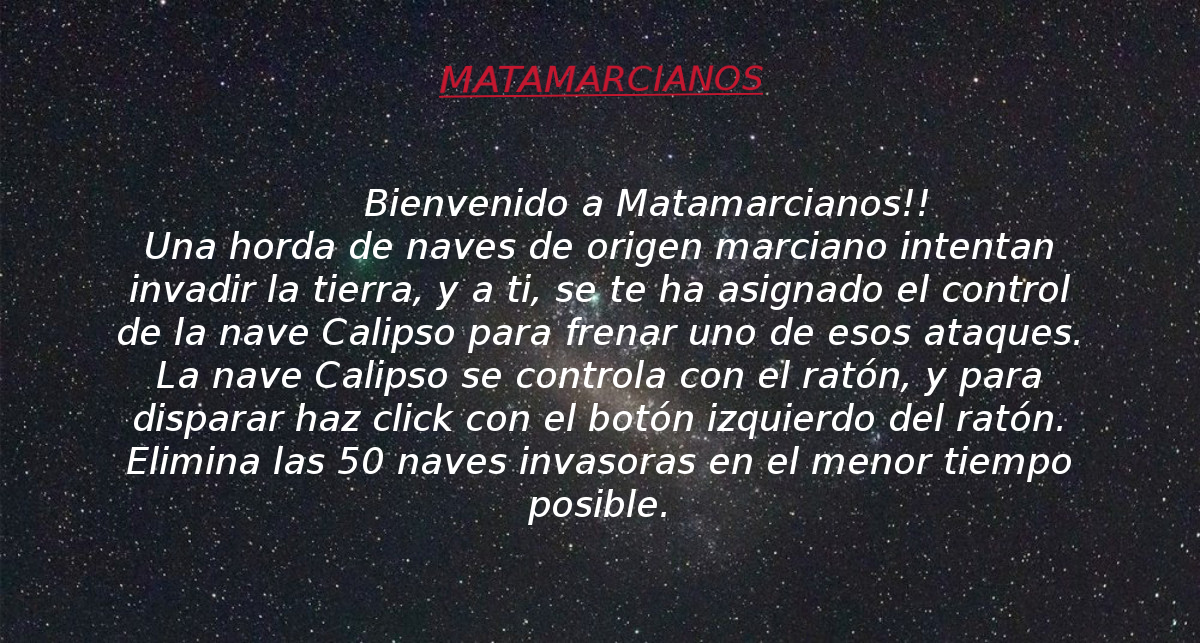 MATAMARCIANOS
Bienvenido a Matamarcianos!!
Una horda de naves de origen marciano intentan
invadir la tierra, y a ti, se te ha asignado el control
de la nave Calipso para frenar uno de esos ataques.
La nave Calipso se controla con el ratón, y para
disparar haz click con el botón izquierdo del ratón.
Elimina las 50 naves invasoras en el menor tiempo
posible.